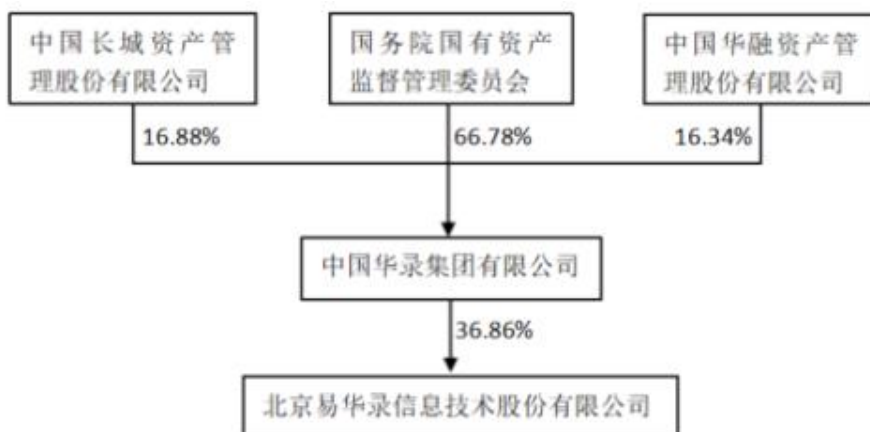 中国长城资产管
理股份有限公司
国务院国有资产
监督管理委员会
中国华融资产管
理股份有限公司
16.88%
66.78%
16.34%
中国华录集团有限公司
36.86%
北京易华录信息技术股份有限公司